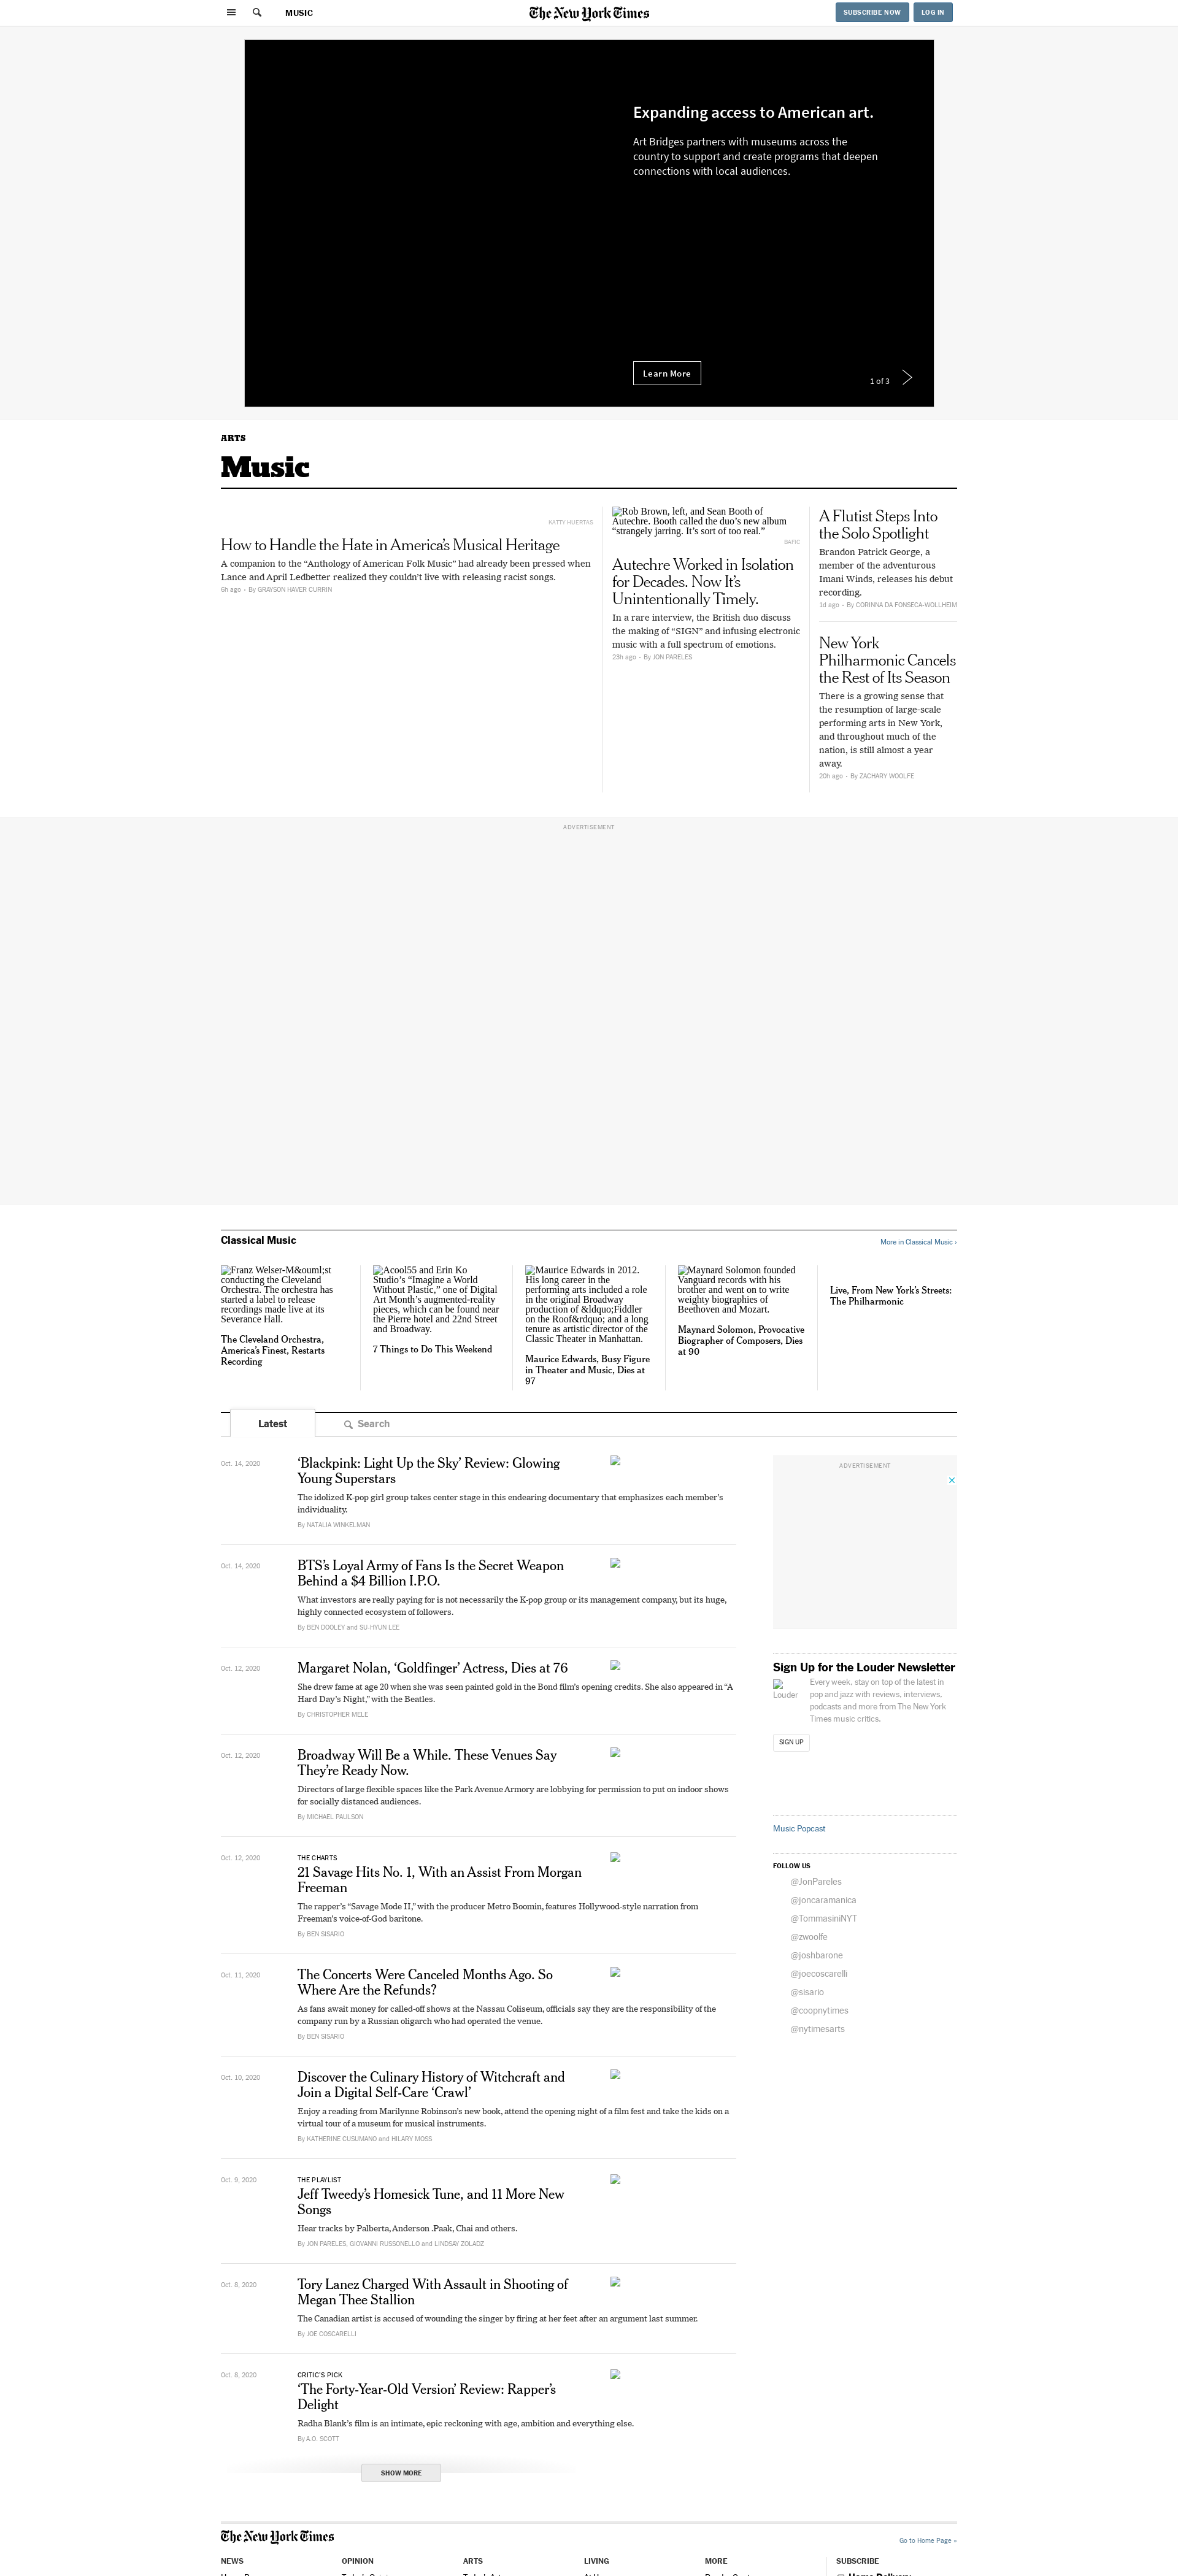 MUSIC
The New York Times
SUBSCRIBE NOW
LOG IN
Expanding access to American art.
Art Bridges partners with museums across the
country to support and create programs that deepen
connections with local audiences.
Learn More
1 of 3
ARTS
Music
KATTY HUERTAS
How to Handle the Hate in America’s Musical Heritage
A companion to the “Anthology of American Folk Music” had already been pressed when
Lance and April Ledbetter realized they couldn’t live with releasing racist songs.
6h ago - By GRAYSON HAVER CURRIN
Rob Brown, left, and Sean Booth of
Autechre. Booth called the duo’s new album
“strangely jarring. It’s sort of too real.”
BAFIC
Autechre Worked in Isolation
for Decades. Now It’s
Unintentionally Timely.
In a rare interview, the British duo discuss
the making of “SIGN” and infusing electronic
music with a full spectrum of emotions.
23h ago - By JON PARELES
A Flutist Steps Into
the Solo Spotlight
Brandon Patrick George, a
member of the adventurous
Imani Winds, releases his debut
recording.
1d ago - By CORINNA DA FONSECA-WOLLHEIM
New York
Philharmonic Cancels
the Rest of Its Season
There is a growing sense that
the resumption of large-scale
performing arts in New York,
and throughout much of the
nation, is still almost a year
away.
20h ago - By ZACHARY WOOLFE
ADVERTISEMENT
Classical Music
More in Classical Music ›
Franz Welser-M&ouml;st
conducting the Cleveland
Orchestra. The orchestra has
started a label to release
recordings made live at its
Severance Hall.
The Cleveland Orchestra,
America’s Finest, Restarts
Recording
Acool55 and Erin Ko
Studio’s “Imagine a World
Without Plastic,” one of Digital
Art Month’s augmented-reality
pieces, which can be found near
the Pierre hotel and 22nd Street
and Broadway.
7 Things to Do This Weekend
Maurice Edwards in 2012.
His long career in the
performing arts included a role
in the original Broadway
production of &ldquo;Fiddler
on the Roof&rdquo; and a long
tenure as artistic director of the
Classic Theater in Manhattan.
Maurice Edwards, Busy Figure
in Theater and Music, Dies at
97
Maynard Solomon founded
Vanguard records with his
brother and went on to write
weighty biographies of
Beethoven and Mozart.
Maynard Solomon, Provocative
Biographer of Composers, Dies
at 90
Live, From New York’s Streets:
The Philharmonic
Latest
Search
Oct. 14, 2020
‘Blackpink: Light Up the Sky’ Review: Glowing
Young Superstars
The idolized K-pop girl group takes center stage in this endearing documentary that emphasizes each member’s
individuality.
By NATALIA WINKELMAN
Oct. 14, 2020
BTS’s Loyal Army of Fans Is the Secret Weapon
Behind a $4 Billion I.P.O.
What investors are really paying for is not necessarily the K-pop group or its management company, but its huge,
highly connected ecosystem of followers.
By BEN DOOLEY and SU-HYUN LEE
Oct. 12, 2020
Margaret Nolan, ‘Goldfinger’ Actress, Dies at 76
She drew fame at age 20 when she was seen painted gold in the Bond film’s opening credits. She also appeared in “A
Hard Day’s Night,” with the Beatles.
By CHRISTOPHER MELE
Oct. 12, 2020
Broadway Will Be a While. These Venues Say
They’re Ready Now.
Directors of large flexible spaces like the Park Avenue Armory are lobbying for permission to put on indoor shows
for socially distanced audiences.
By MICHAEL PAULSON
Oct. 12, 2020
THE CHARTS
21 Savage Hits No. 1, With an Assist From Morgan
Freeman
The rapper’s “Savage Mode II,” with the producer Metro Boomin, features Hollywood-style narration from
Freeman’s voice-of-God baritone.
By BEN SISARIO
Oct. 11, 2020
The Concerts Were Canceled Months Ago. So
Where Are the Refunds?
As fans await money for called-off shows at the Nassau Coliseum, officials say they are the responsibility of the
company run by a Russian oligarch who had operated the venue.
By BEN SISARIO
Oct. 10, 2020
Discover the Culinary History of Witchcraft and
Join a Digital Self-Care ‘Crawl’
Enjoy a reading from Marilynne Robinson’s new book, attend the opening night of a film fest and take the kids on a
virtual tour of a museum for musical instruments.
By KATHERINE CUSUMANO and HILARY MOSS
Oct. 9, 2020
THE PLAYLIST
Jeff Tweedy’s Homesick Tune, and 11 More New
Songs
Hear tracks by Palberta, Anderson .Paak, Chai and others.
By JON PARELES, GIOVANNI RUSSONELLO and LINDSAY ZOLADZ
Oct. 8, 2020
Tory Lanez Charged With Assault in Shooting of
Megan Thee Stallion
The Canadian artist is accused of wounding the singer by firing at her feet after an argument last summer.
By JOE COSCARELLI
Oct. 8, 2020
CRITIC’S PICK
‘The Forty-Year-Old Version’ Review: Rapper’s
Delight
Radha Blank’s film is an intimate, epic reckoning with age, ambition and everything else.
By A.O. SCOTT
SHOW MORE
ADVERTISEMENT
Sign Up for the Louder Newsletter
Louder
Every week, stay on top of the latest in
pop and jazz with reviews, interviews,
podcasts and more from The New York
Times music critics.
SIGN UP
Music Popcast
FOLLOW US
@JonPareles
@joncaramanica
@TommasiniNYT
@zwoolfe
@joshbarone
@joecoscarelli
@sisario
@coopnytimes
@nytimesarts
The New York Times
Go to Home Page »
NEWS
OPINION
ARTS
LIVING
MORE
SUBSCRIBE